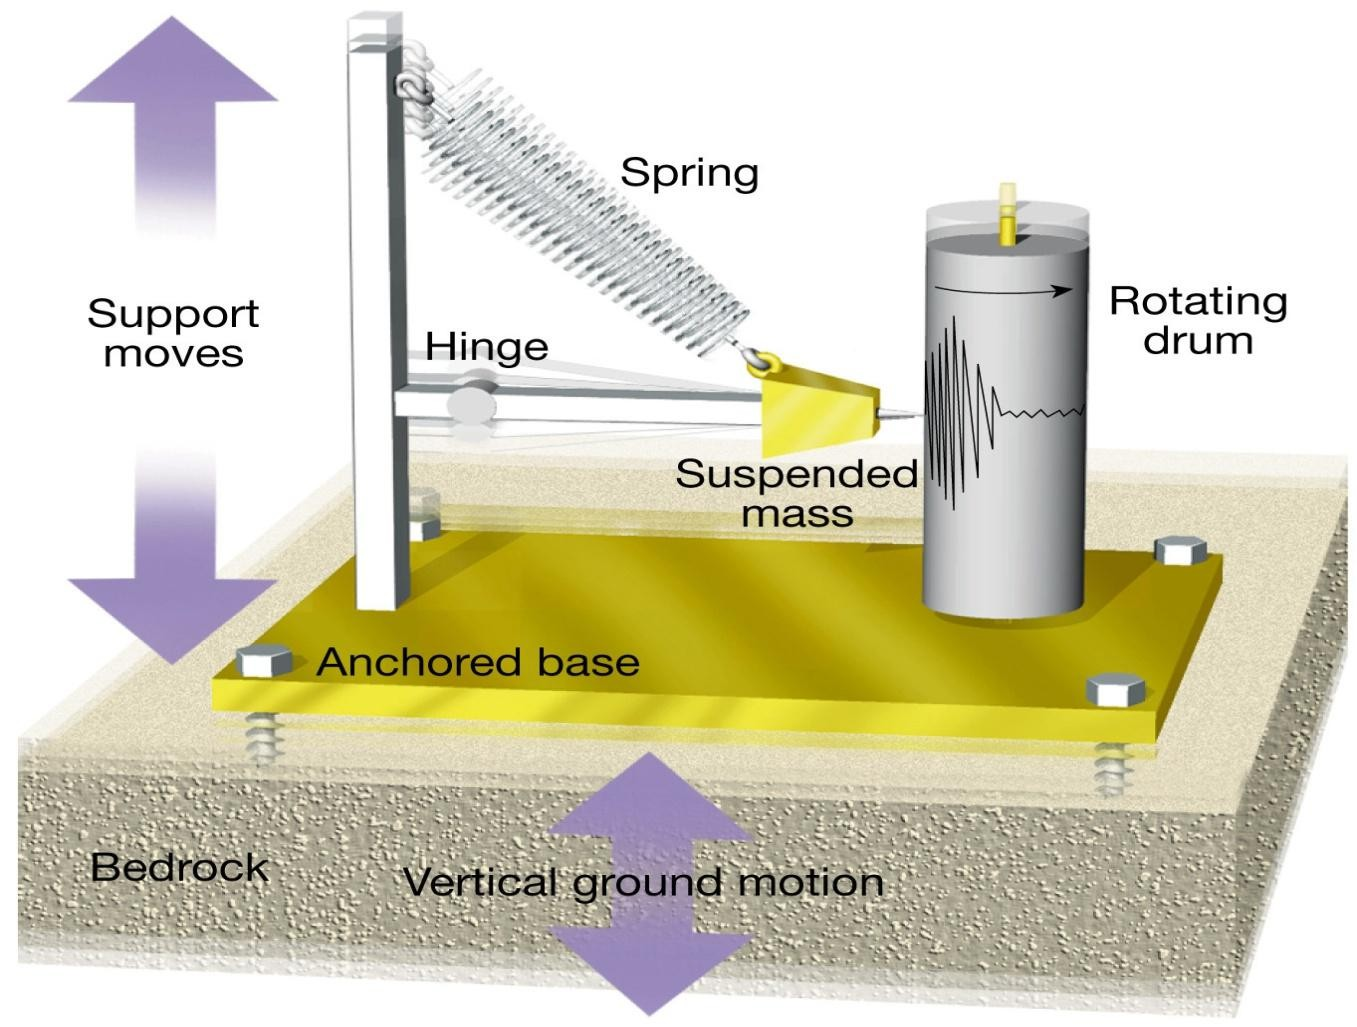 Spring
Support
moves
Hinge
Rotating
drum
Suspended
mass
Anchored base
Bedrock
Vertical ground motion